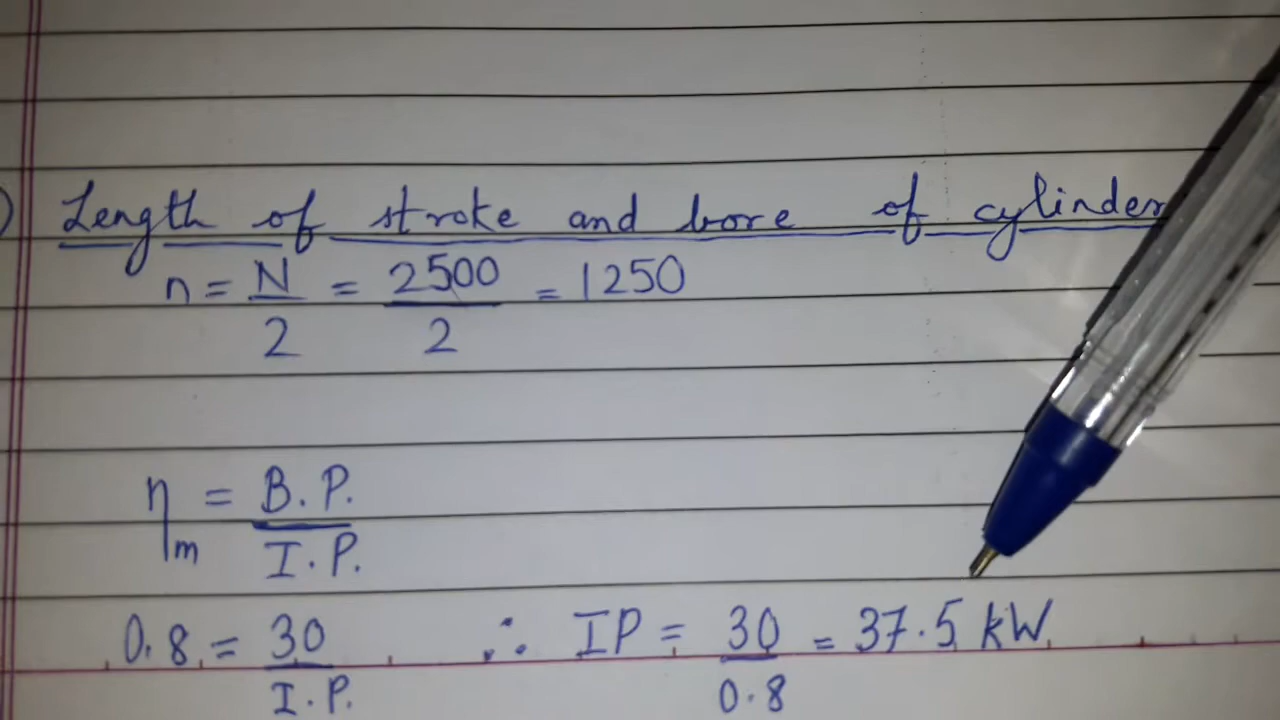 ) Length of stroke and bore of cylinder
n = N/2 = 2500/2 = 1250
ηm = B.P./I.P.
0.8 = 30/I.P. ∴ IP = 30/0.8 = 37.5 kW